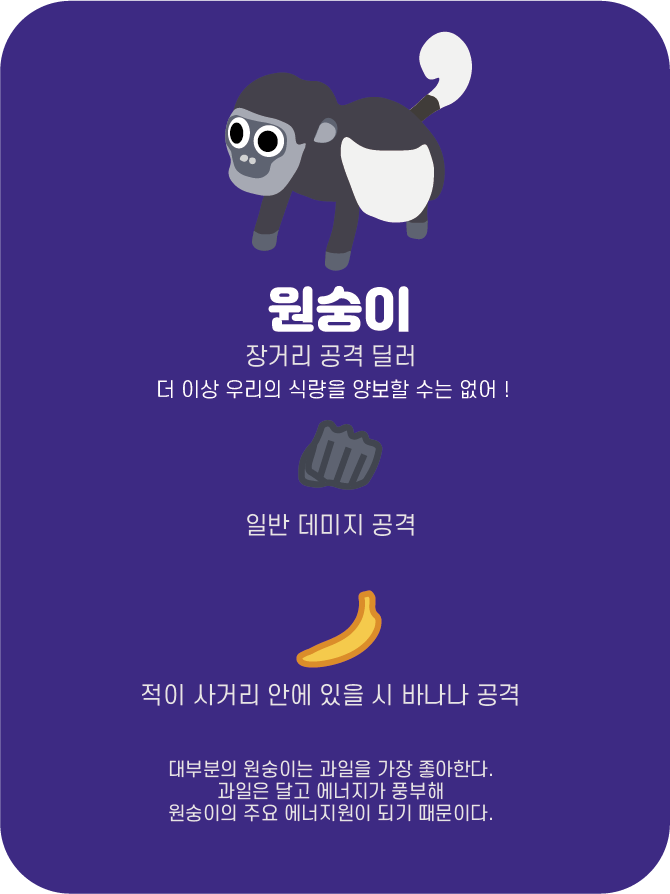 원숭이
장거리 공격 딜러
더 이상 우리의 식량을 양보할 수는 없어 !
일반 데미지 공격
적이 사거리 안에 있을 시 바나나 공격
대부분의 원숭이는 과일을 가장 좋아한다.
과일은 달고 에너지가 풍부해
원숭이의 주요 에너지원이 되기 때문이다.